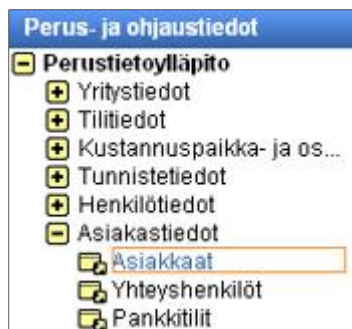 Perus- ja ohjaustiedot
Perustietoylläpito
Yritystiedot
Tilitiedot
Kustannuspaikka- ja os...
Tunnistetiedot
Henkilötiedot
Asiakastiedot
Asiakkaat
Yhteyshenkilöt
Pankkitilit